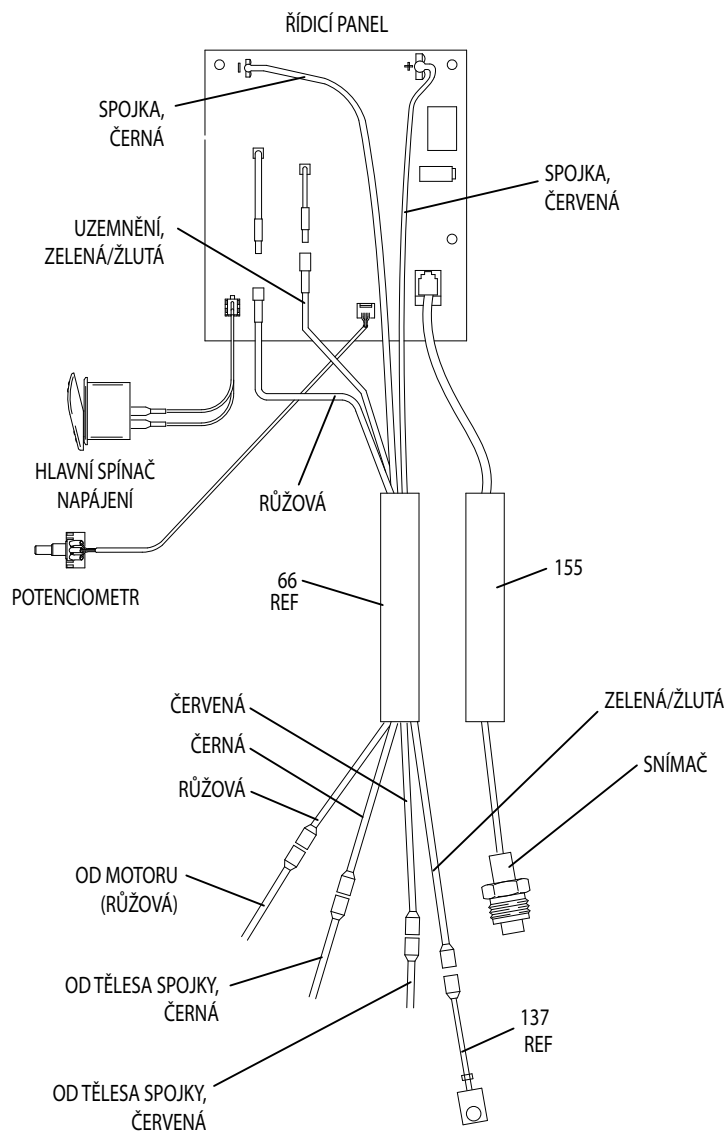 ŘÍDICÍ PANEL
SPOJKA,
ČERNÁ
SPOJKA,
ČERVENÁ
UZEMNĚNÍ,
ZELENÁ/ŽLUTÁ
HLAVNÍ SPÍNAČ
NAPÁJENÍ
RŮŽOVÁ
POTENCIOMETR
66
REF
155
ČERVENÁ
ČERNÁ
RŮŽOVÁ
ZELENÁ/ŽLUTÁ
SNÍMAČ
OD MOTORU
(RŮŽOVÁ)
OD TĚLESA SPOJKY,
ČERNÁ
137
REF
OD TĚLESA SPOJKY,
ČERVENÁ